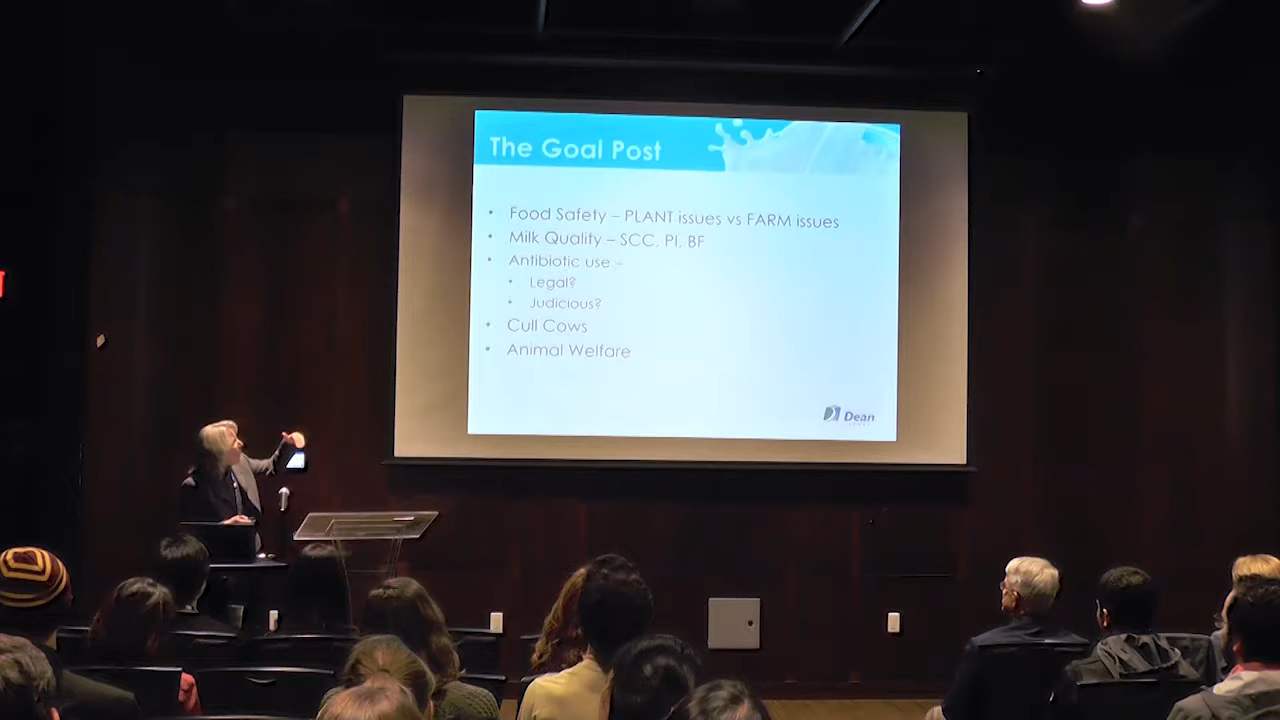 The Goal Post
• Food Safety – PLANT issues vs FARM issues
• Milk Quality – SCC, PI, BF
• Antibiotic use –
• Legal?
• Judicious?
• Cull Cows
• Animal Welfare
Dean